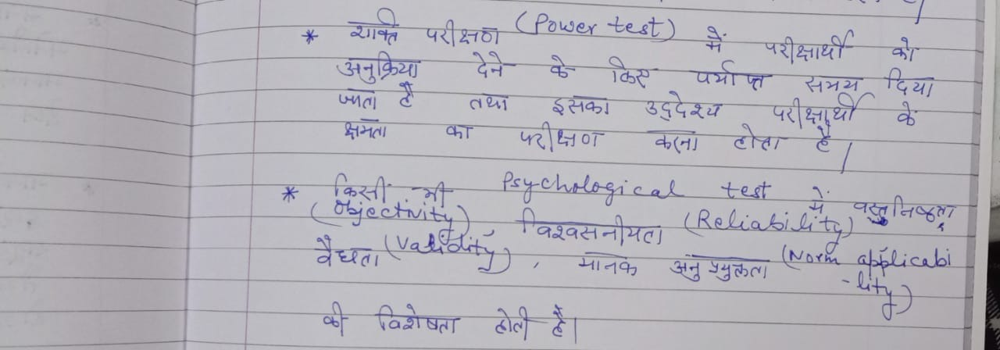 * शक्ति परीक्षण (Power test) में परीक्षार्थी को
अनुक्रिया देने के किए पर्याप्त समय दिया
जाता है तथा इसका उद्देश्य परीक्षार्थी के
क्षमता का परीक्षण करना होता है।
* किसी भी Psychological test में वस्तुनिष्ठता,
(Objectivity), विश्वसनीयता (Reliability)
वैधता (Validity), मानक अनुप्रयुक्तता (Norm applicabi
-lity)
की विशेषता होती है।